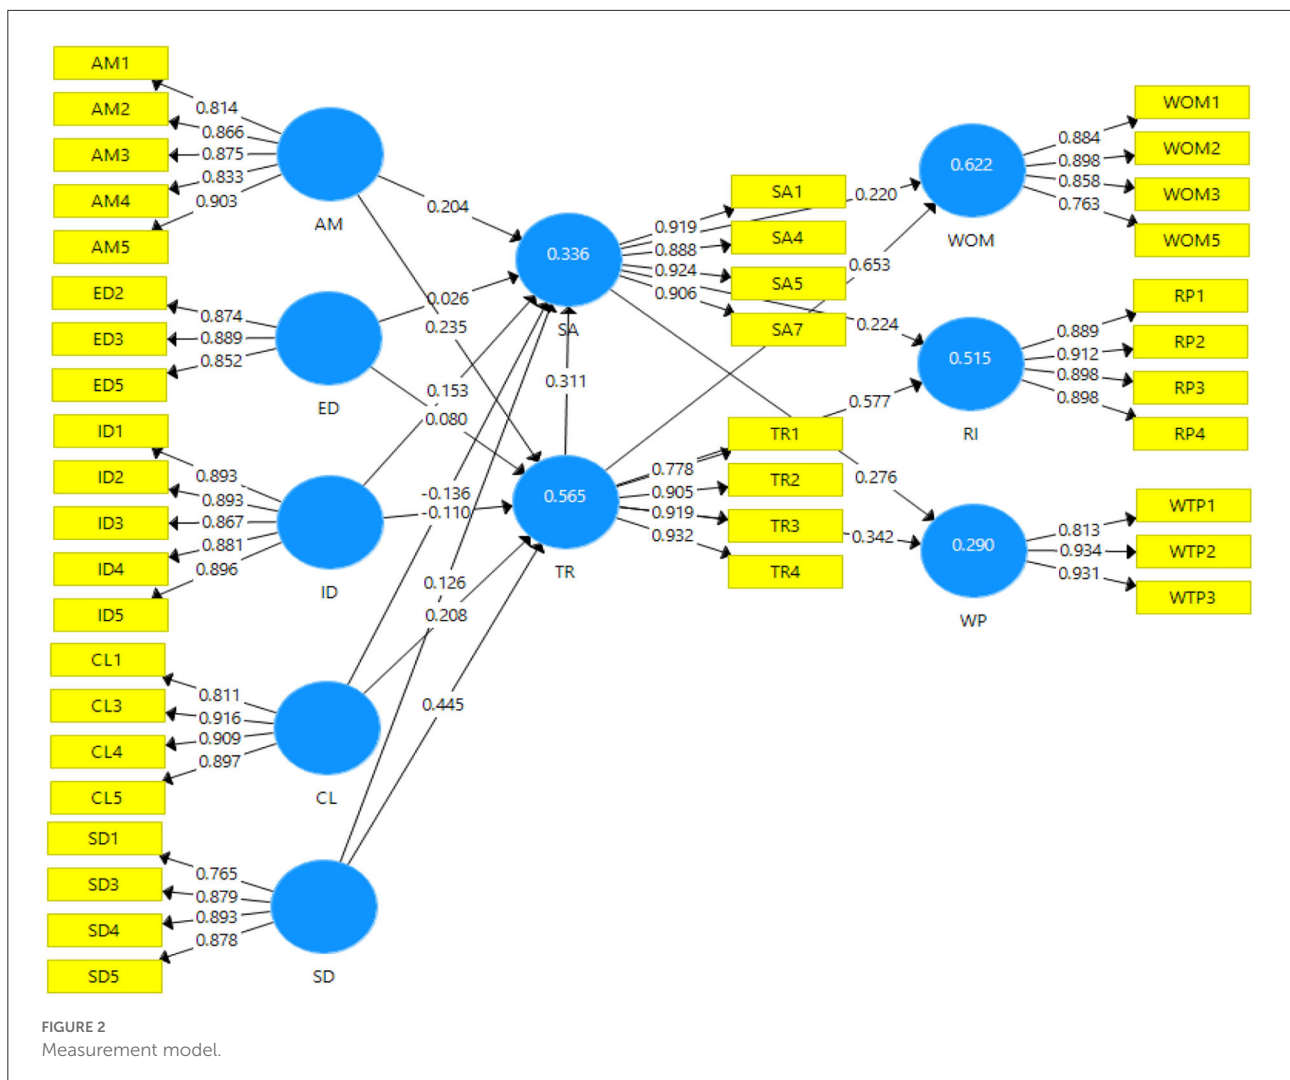 AM1
AM2
AM3
AM4
AM5
0.814
0.866
0.875
0.833
0.903
AM
ED2
ED3
ED5
0.874
0.889
0.852
ED
ID1
ID2
ID3
ID4
ID5
0.893
0.893
0.867
0.881
0.896
ID
CL1
CL3
CL4
CL5
0.811
0.916
0.909
0.897
CL
SD1
SD3
SD4
SD5
0.765
0.879
0.893
0.878
SD
0.204
0.026
0.235
0.153
0.080
-0.136
-0.110
0.126
0.208
0.445
0.336
SA
0.311
0.565
TR
0.919
0.888
0.924
0.906
SA1
SA4
SA5
SA7
0.778
0.905
0.919
0.932
TR1
TR2
TR3
TR4
0.220
0.653
0.224
0.577
0.276
0.342
0.622
WOM
0.884
0.898
0.858
0.763
WOM1
WOM2
WOM3
WOM5
0.515
RI
0.889
0.912
0.898
0.898
RP1
RP2
RP3
RP4
0.290
WP
0.813
0.934
0.931
WTP1
WTP2
WTP3
FIGURE 2
Measurement model.